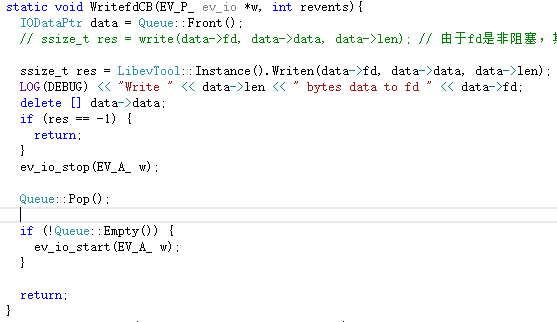 static void WritefdCB(EV_P_ ev_io *w, int revents){
IODataPtr data = Queue::Front();
// ssize_t res = write(data->fd, data->data, data->len); // 由于fd是非阻塞，
ssize_t res = LibevTool::Instance().Writen(data->fd, data->data, data->len);
LOG(DEBUG) << "Write " << data->len << " bytes data to fd " << data->fd;
delete [] data->data;
if (res == -1) {
return;
}
ev_io_stop(EV_A_ w);
Queue::Pop();
if (!Queue::Empty()) {
ev_io_start(EV_A_ w);
}
return;
}